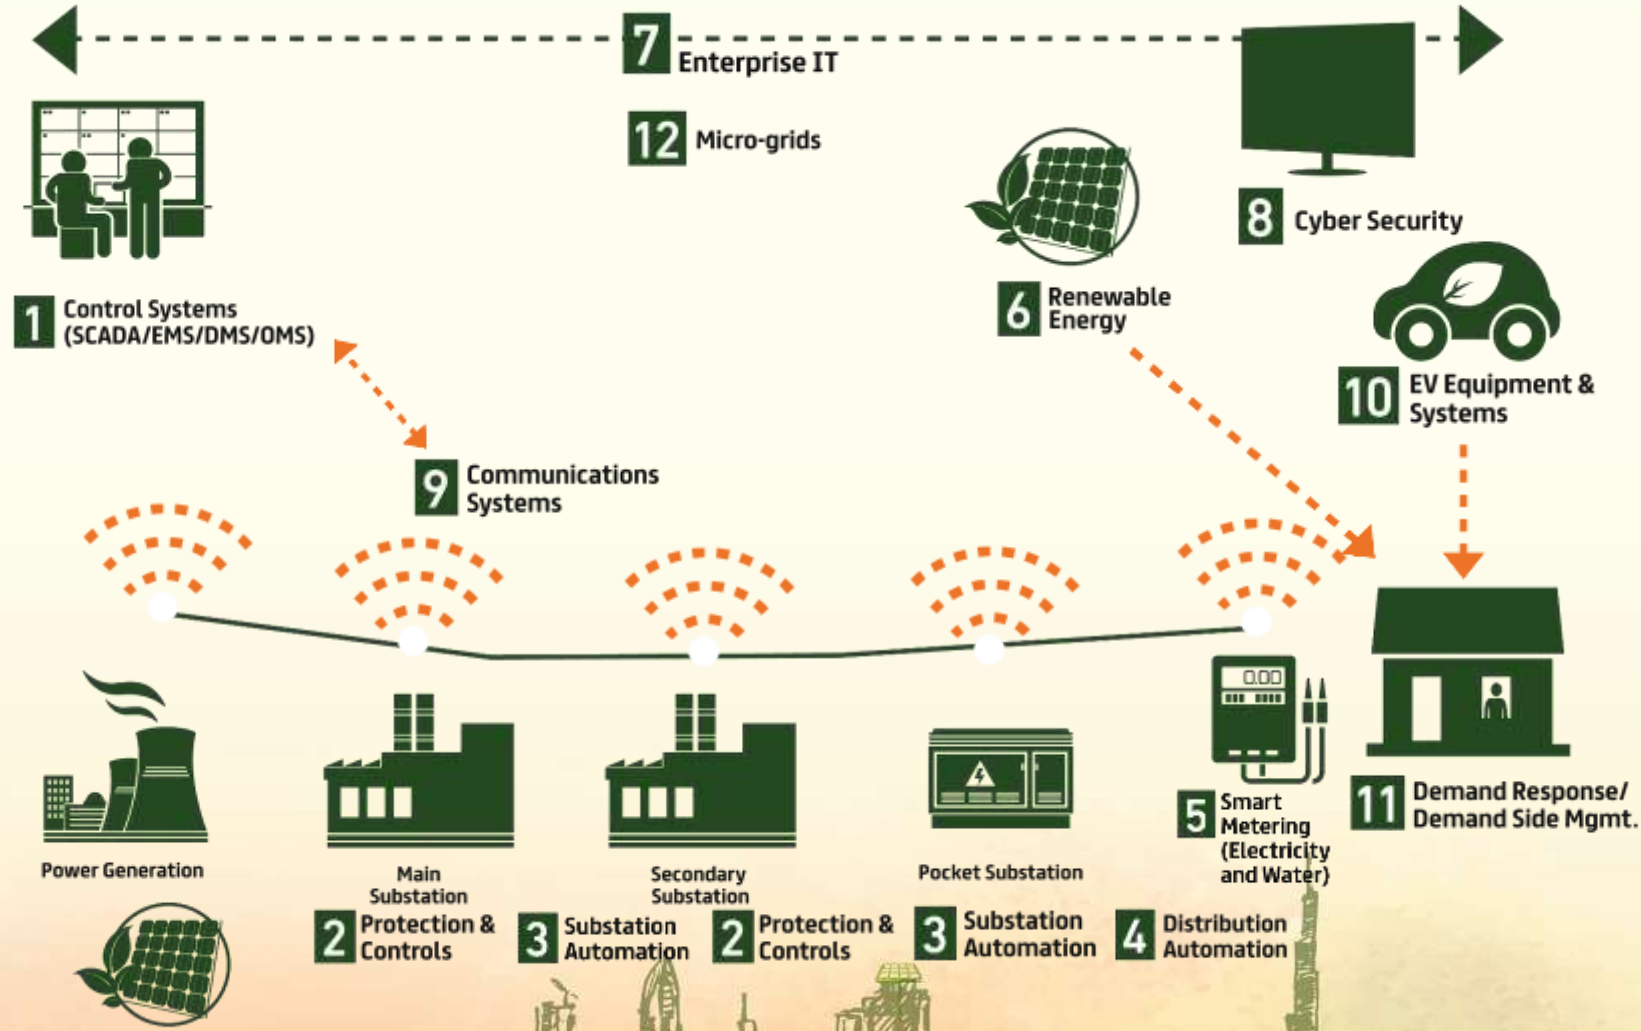 7 Enterprise IT
12 Micro-grids
8 Cyber Security
1 Control Systems
(SCADA/EMS/DMS/OMS)
6 Renewable
Energy
10 EV Equipment &
Systems
9 Communications
Systems
0.00
Power Generation
Main
Substation
Secondary
Substation
Pocket Substation
5 Smart
Metering
(Electricity
and Water)
11 Demand Response/
Demand Side Mgmt.
2 Protection &
Controls
3 Substation
Automation
2 Protection &
Controls
3 Substation
Automation
4 Distribution
Automation